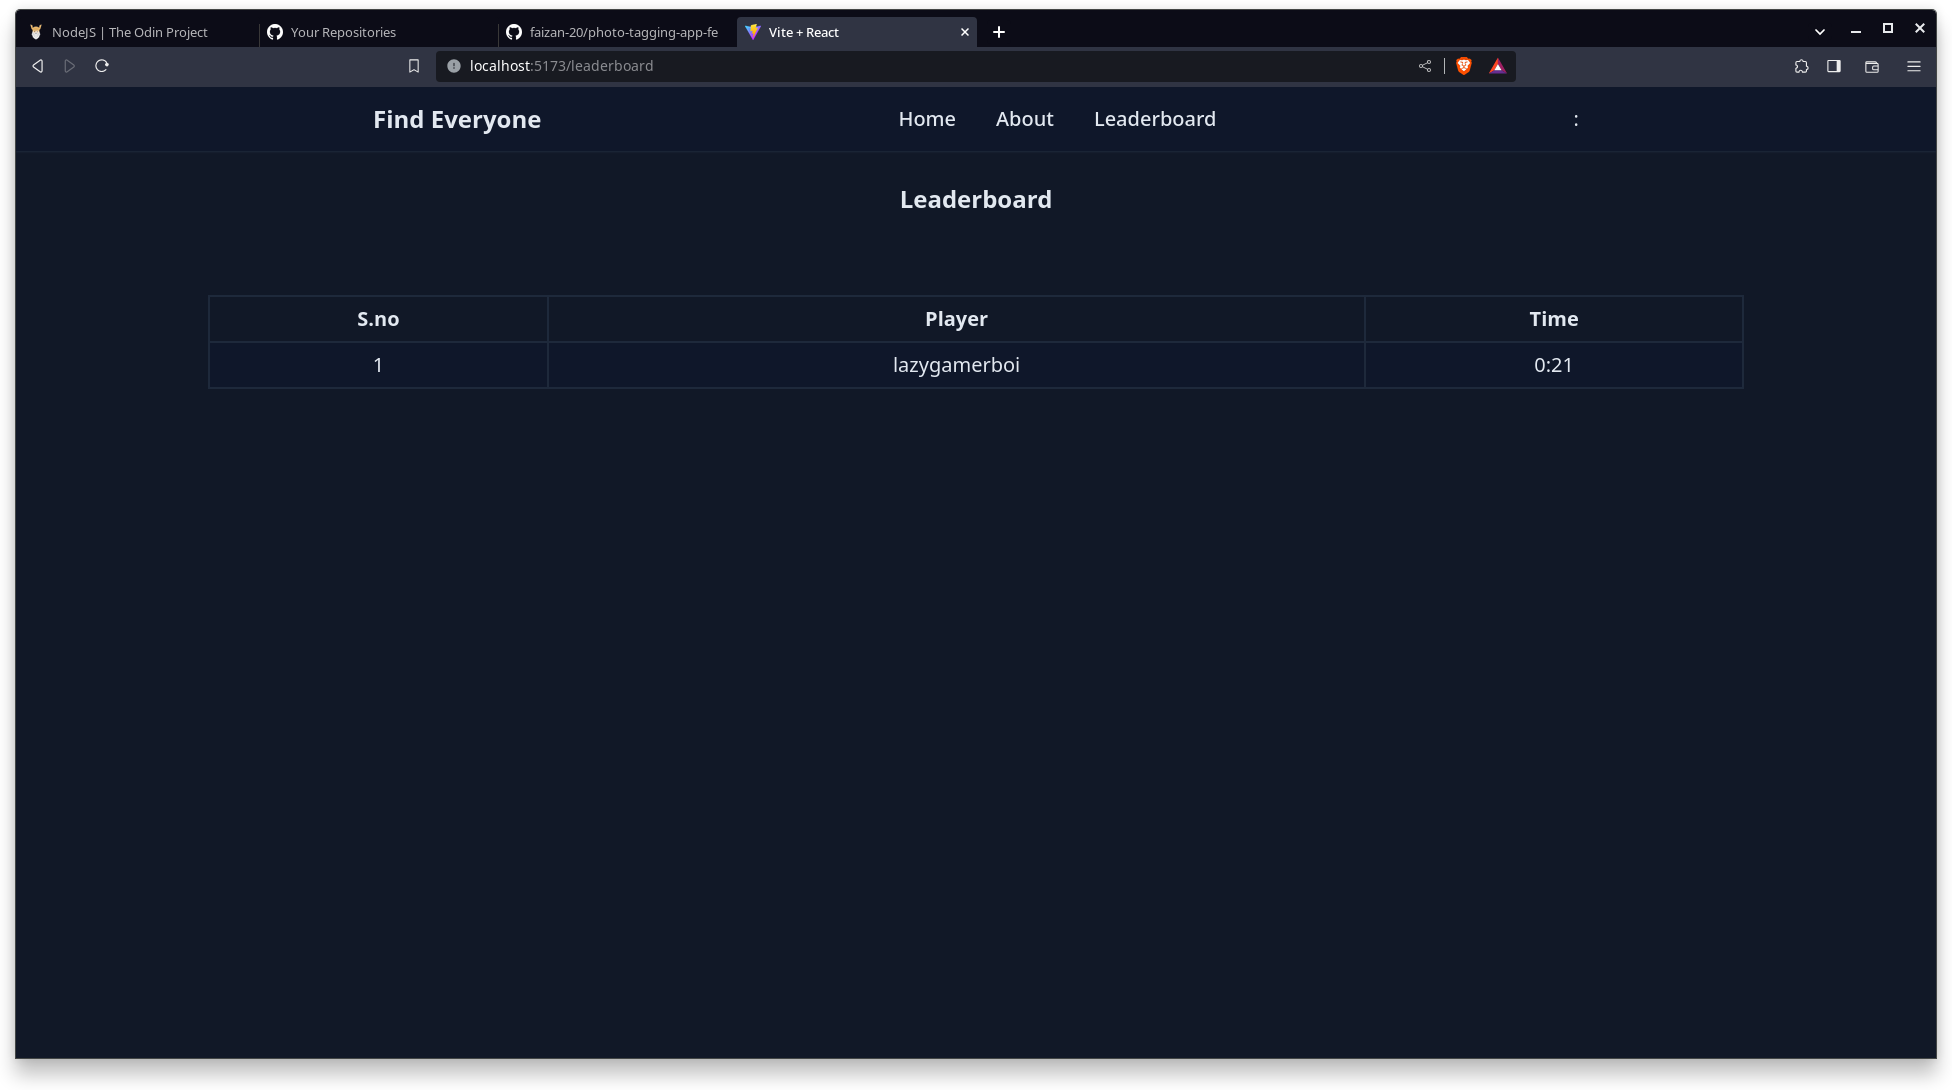 NodeJS | The Odin Project
Your Repositories
faizan-20/photo-tagging-app-fe
Vite + React
localhost:5173/leaderboard
Find Everyone
Home About Leaderboard :
Leaderboard
S.no Player Time
1 lazygamerboi 0:21